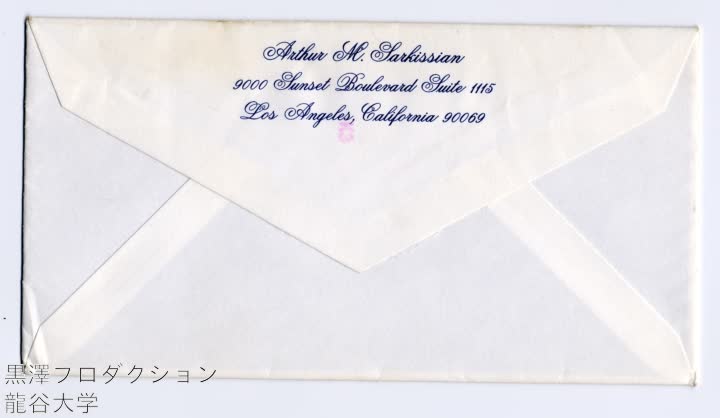 Arthur M. Sarkissian
9000 Sunset Boulevard Suite 1115
Los Angeles, California 90069
黒澤プロダクション
龍谷大学